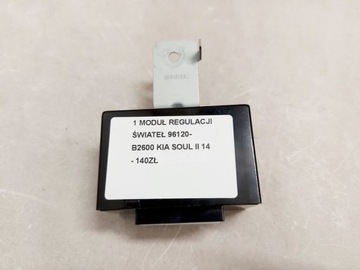 1 MODUŁ REGULACJI
ŚWIATEŁ 96120-
B2600 KIA SOUL II 14
- 140ZŁ